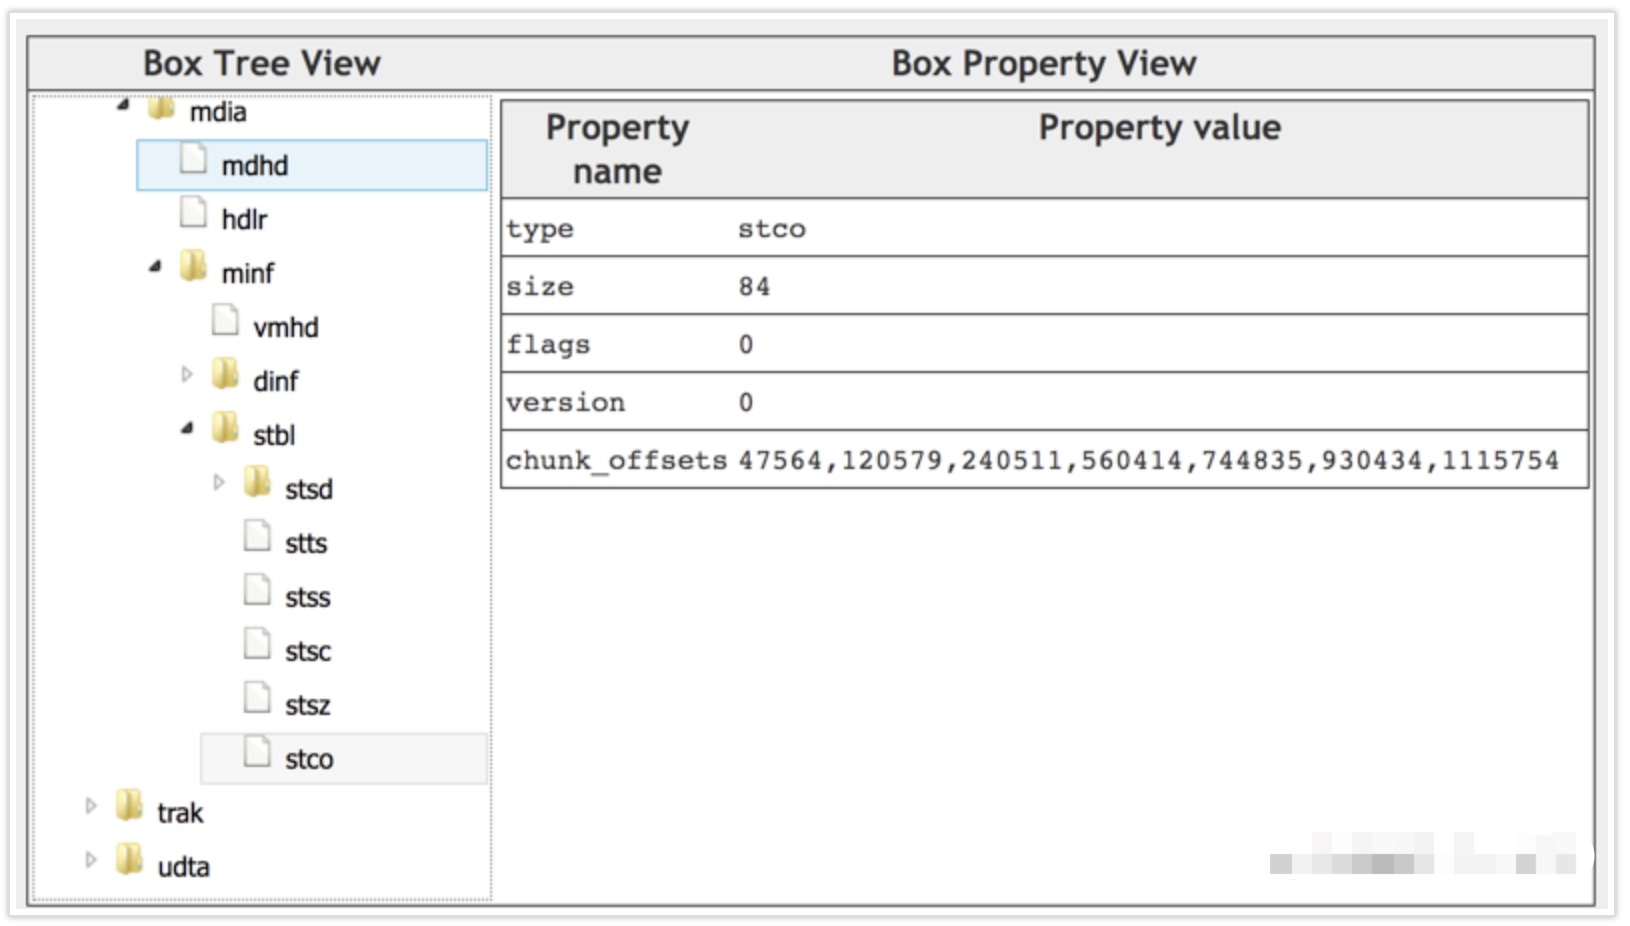 Box Tree View
Box Property View
mdia
mdhd
hdlr
minf
vmhd
dinf
stbl
stsd
stts
stss
stsc
stsz
stco
trak
udta
Property name
Property value
type stco
size 84
flags 0
version 0
chunk_offsets 47564,120579,240511,560414,744835,930434,1115754